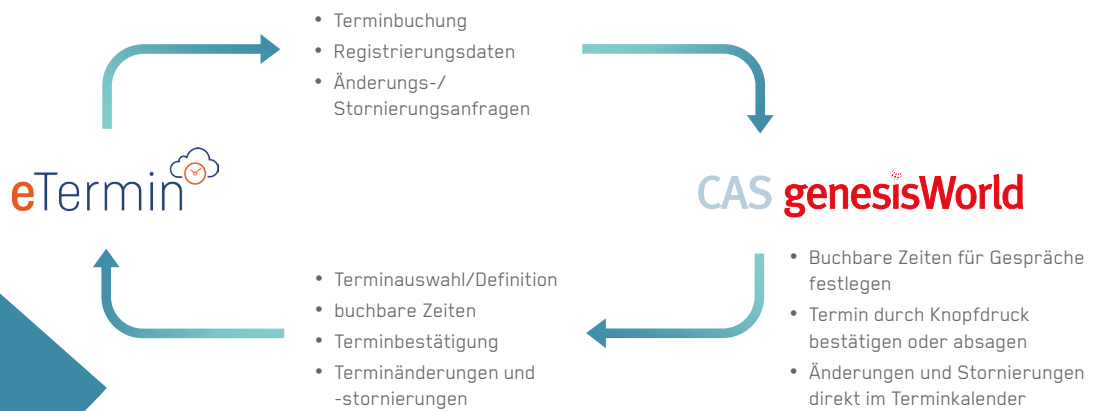 • Terminbuchung
• Registrierungsdaten
• Änderungs-/
Stornierungsanfragen
eTermin
CAS genesisWorld
• Terminauswahl/Definition
• buchbare Zeiten
• Terminbestätigung
• Terminänderungen und
-stornierungen
• Buchbare Zeiten für Gespräche
festlegen
• Termin durch Knopfdruck
bestätigen oder absagen
• Änderungen und Stornierungen
direkt im Terminkalender